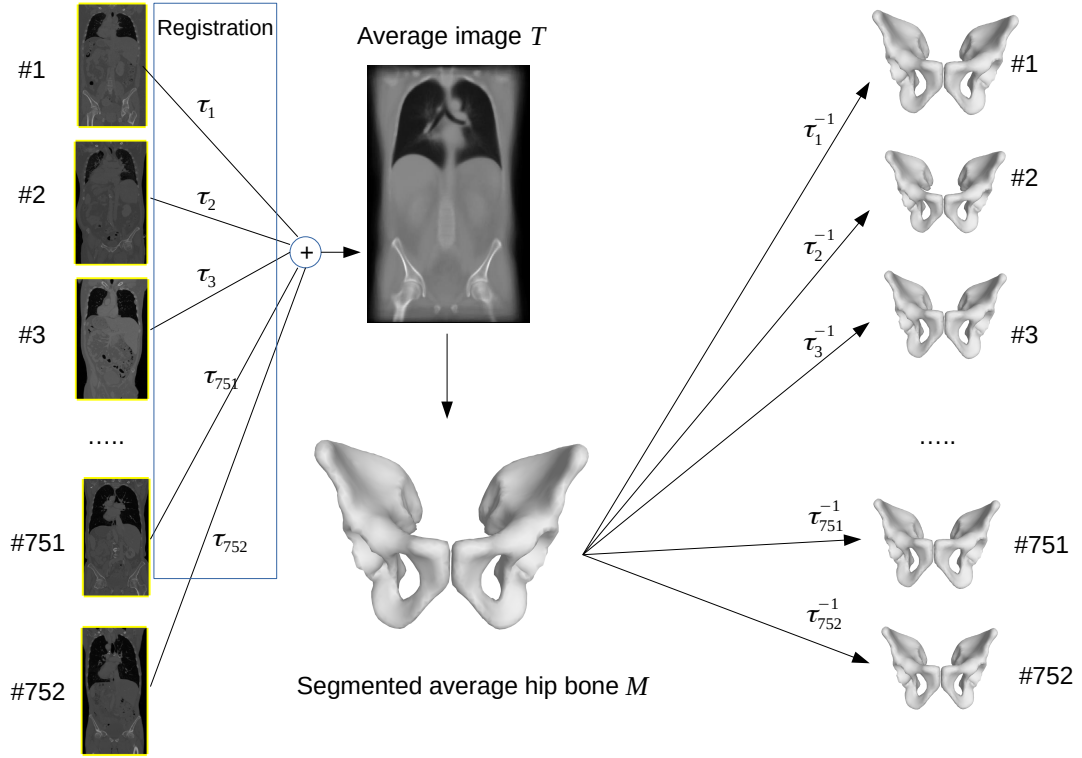 Registration
Average image T
#1
#2
#3
.....
#751
#752
τ₁
τ₂
τ₃
τ₇₅₁
τ₇₅₂
+
Segmented average hip bone M
τ₁⁻¹
τ₂⁻¹
τ₃⁻¹
τ₇₅₁⁻¹
τ₇₅₂⁻¹
#1
#2
#3
.....
#751
#752